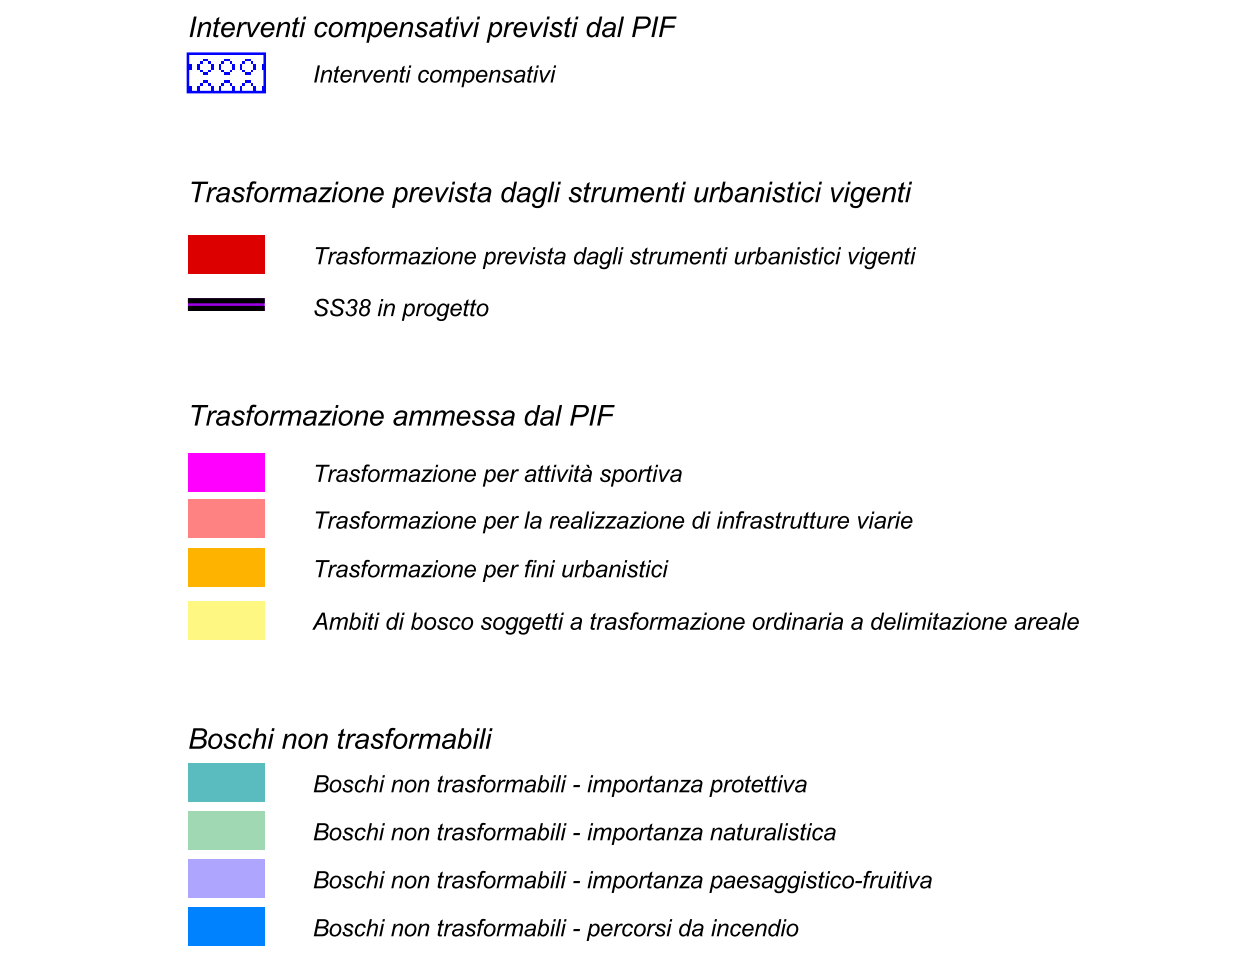 Interventi compensativi previsti dal PIF
Interventi compensativi
Trasformazione prevista dagli strumenti urbanistici vigenti
Trasformazione prevista dagli strumenti urbanistici vigenti
SS38 in progetto
Trasformazione ammessa dal PIF
Trasformazione per attività sportiva
Trasformazione per la realizzazione di infrastrutture viarie
Trasformazione per fini urbanistici
Ambiti di bosco soggetti a trasformazione ordinaria a delimitazione areale
Boschi non trasformabili
Boschi non trasformabili - importanza protettiva
Boschi non trasformabili - importanza naturalistica
Boschi non trasformabili - importanza paesaggistico-fruitiva
Boschi non trasformabili - percorsi da incendio